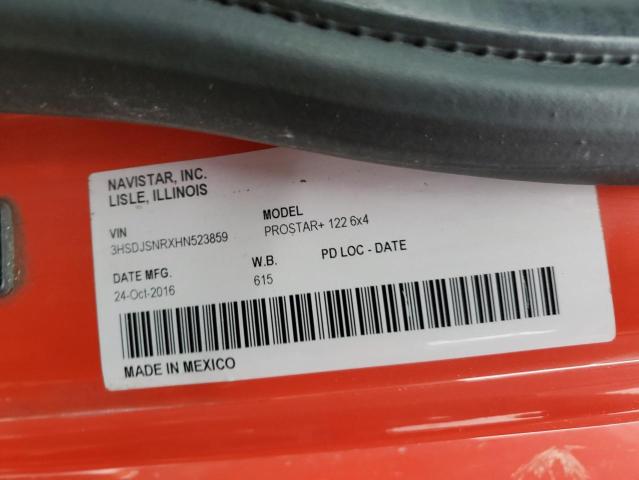 NAVISTAR, INC.
LISLE, ILLINOIS
VIN
3HSDJSNRXHN523859
MODEL
PROSTAR+ 122 6x4
DATE MFG.
24-Oct-2016
W.B.
615
PD LOC - DATE
MADE IN MEXICO